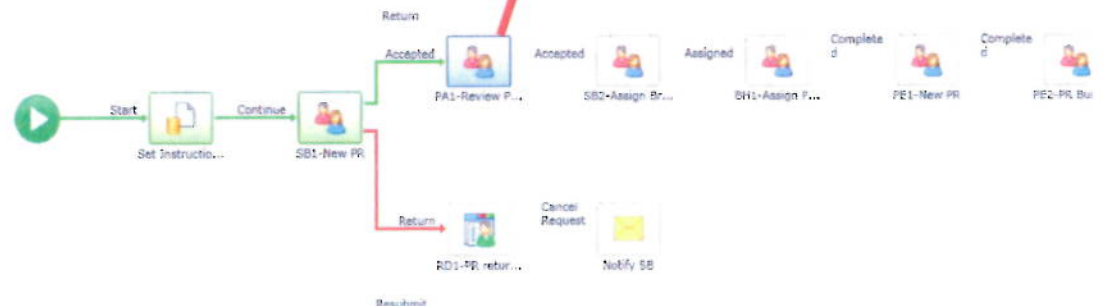 Return
Accepted
Accepted
Assigned
Complete
d
Complete
d
PA1-Review P...
SB2-Assign Br...
BH1-Assign P...
PE1-New PR
PE2-PR Bu
Start
Continue
Set Instructio...
SB1-New PR
Return
Cancel
Request
RD1-PR retur...
Notify SB
Resubmit